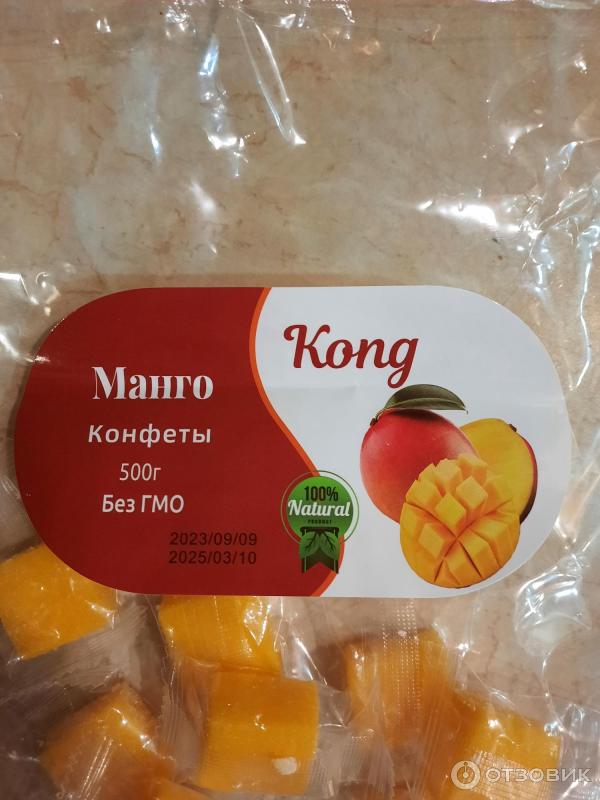 Kong
Манго
Конфеты
500г
Без ГМО
100%
Natural
PRODUCT
2023/09/09
2025/03/10
ОТЗОВИК